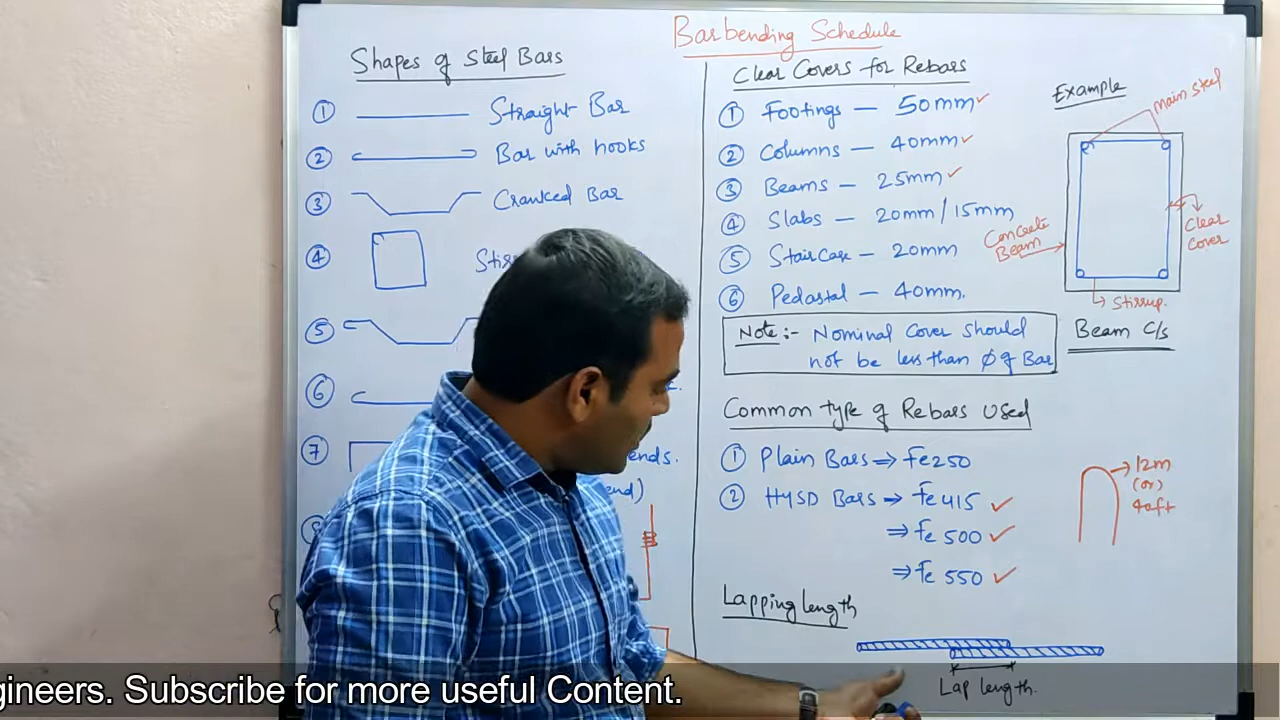 Barbending Schedule
Shapes of Steel Bars
① Straight Bar
② Bar with hooks
③ Cranked Bar
④
⑤
⑥
⑦ ends.
end)
Clear Covers for Rebars
① Footings — 50mm ✓
② Columns — 40mm ✓
③ Beams — 25mm ✓
④ Slabs — 20mm / 15mm
⑤ StairCase — 20mm
⑥ Pedastal — 40mm.
Note:- Nominal Cover should
not be less than φ of Bar
Example
Main steel
Concrete
Beam
Clear
Cover
Stirrup.
Beam C/s
Common type of Rebars Used
① Plain Bars ⇒ Fe250
② HYSD Bars → Fe 415 ✓
⇒ Fe 500 ✓
⇒ Fe 550 ✓
12m
(or)
40ft
Lapping length
Lap length.
gineers. Subscribe for more useful Content.